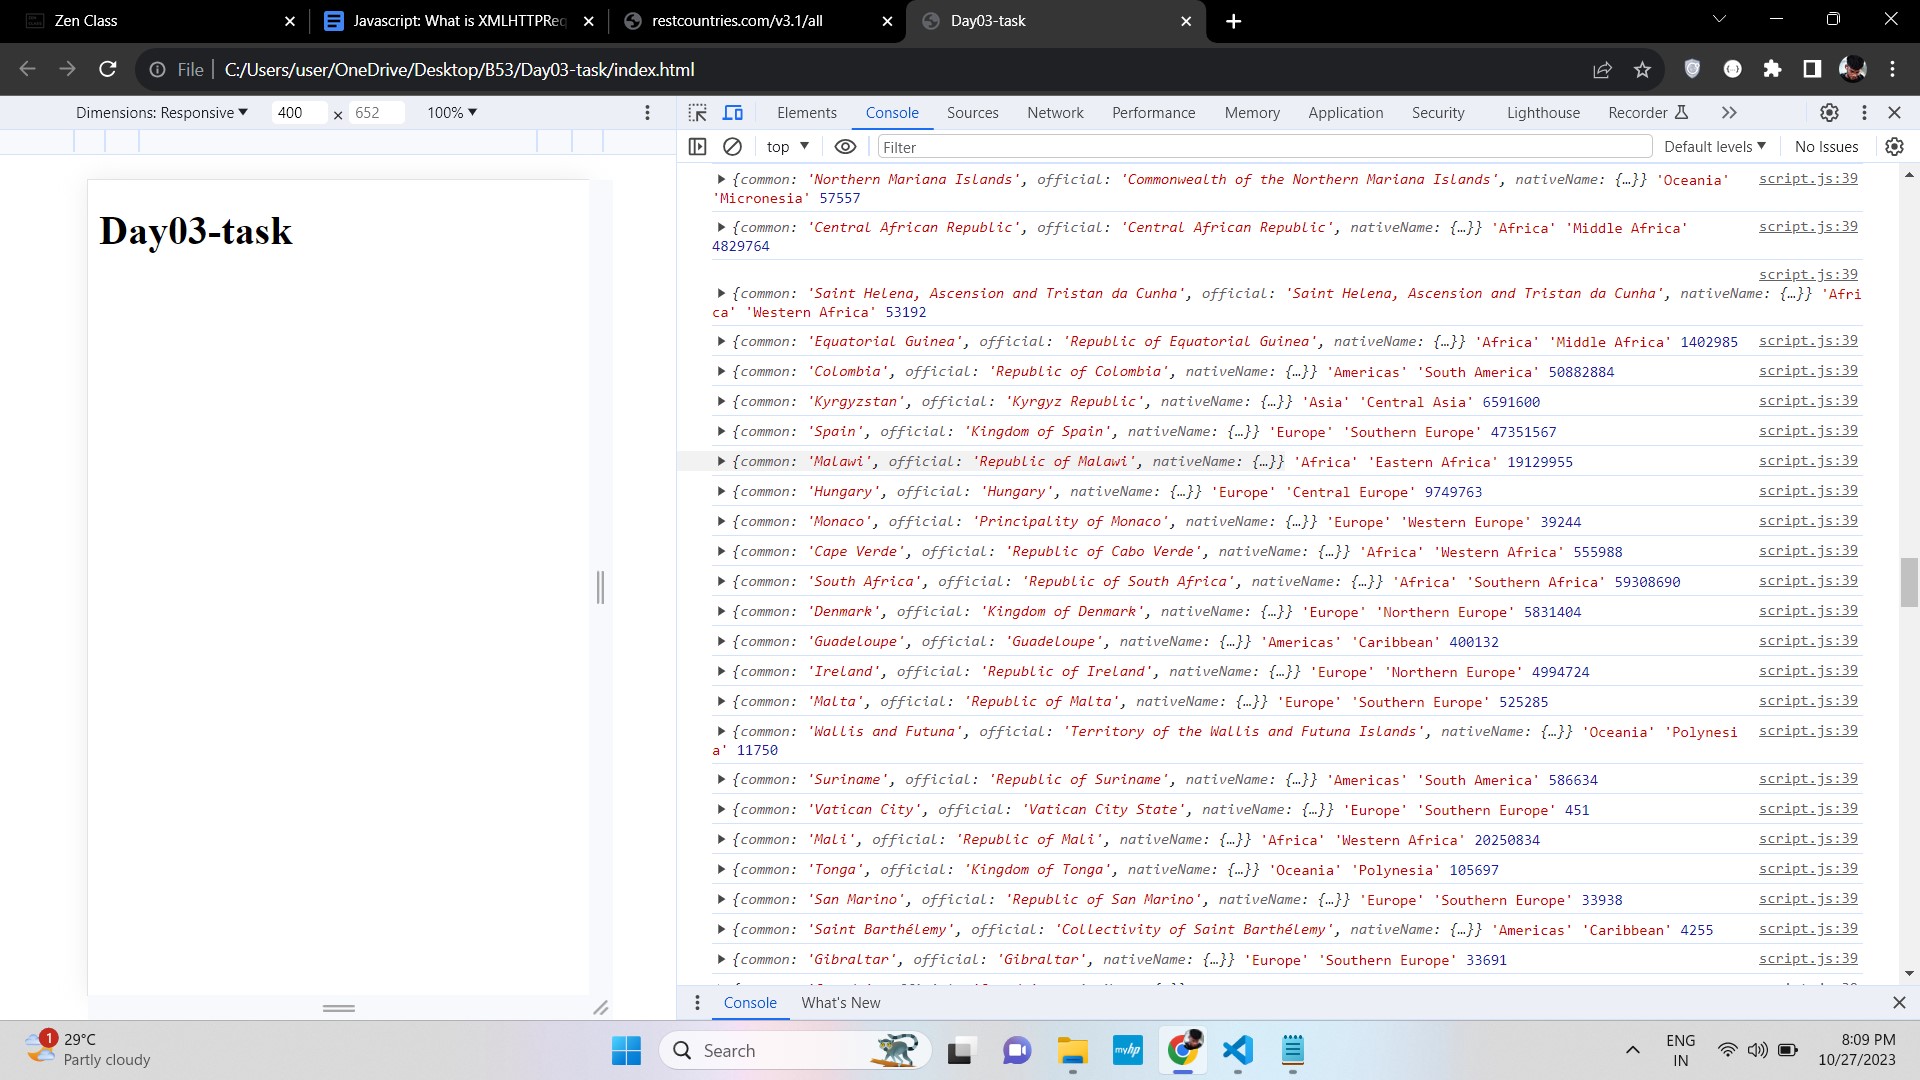 Zen Class
Javascript: What is XMLHTTPReq
restcountries.com/v3.1/all
Day03-task
File
C:/Users/user/OneDrive/Desktop/B53/Day03-task/index.html
Dimensions: Responsive 400 x 652 100%
Elements Console Sources Network Performance Memory Application Security Lighthouse Recorder
top Filter Default levels No Issues
Day03-task
{common: 'Northern Mariana Islands', official: 'Commonwealth of the Northern Mariana Islands', nativeName: {…}} 'Oceania' script.js:39
'Micronesia' 57557
{common: 'Central African Republic', official: 'Central African Republic', nativeName: {…}} 'Africa' 'Middle Africa' script.js:39
4829764
script.js:39
{common: 'Saint Helena, Ascension and Tristan da Cunha', official: 'Saint Helena, Ascension and Tristan da Cunha', nativeName: {…}} 'Afri
ca' 'Western Africa' 53192
{common: 'Equatorial Guinea', official: 'Republic of Equatorial Guinea', nativeName: {…}} 'Africa' 'Middle Africa' 1402985 script.js:39
{common: 'Colombia', official: 'Republic of Colombia', nativeName: {…}} 'Americas' 'South America' 50882884 script.js:39
{common: 'Kyrgyzstan', official: 'Kyrgyz Republic', nativeName: {…}} 'Asia' 'Central Asia' 6591600 script.js:39
{common: 'Spain', official: 'Kingdom of Spain', nativeName: {…}} 'Europe' 'Southern Europe' 47351567 script.js:39
{common: 'Malawi', official: 'Republic of Malawi', nativeName: {…}} 'Africa' 'Eastern Africa' 19129955 script.js:39
{common: 'Hungary', official: 'Hungary', nativeName: {…}} 'Europe' 'Central Europe' 9749763 script.js:39
{common: 'Monaco', official: 'Principality of Monaco', nativeName: {…}} 'Europe' 'Western Europe' 39244 script.js:39
{common: 'Cape Verde', official: 'Republic of Cabo Verde', nativeName: {…}} 'Africa' 'Western Africa' 555988 script.js:39
{common: 'South Africa', official: 'Republic of South Africa', nativeName: {…}} 'Africa' 'Southern Africa' 59308690 script.js:39
{common: 'Denmark', official: 'Kingdom of Denmark', nativeName: {…}} 'Europe' 'Northern Europe' 5831404 script.js:39
{common: 'Guadeloupe', official: 'Guadeloupe', nativeName: {…}} 'Americas' 'Caribbean' 400132 script.js:39
{common: 'Ireland', official: 'Republic of Ireland', nativeName: {…}} 'Europe' 'Northern Europe' 4994724 script.js:39
{common: 'Malta', official: 'Republic of Malta', nativeName: {…}} 'Europe' 'Southern Europe' 525285 script.js:39
{common: 'Wallis and Futuna', official: 'Territory of the Wallis and Futuna Islands', nativeName: {…}} 'Oceania' 'Polynesi script.js:39
a' 11750
{common: 'Suriname', official: 'Republic of Suriname', nativeName: {…}} 'Americas' 'South America' 586634 script.js:39
{common: 'Vatican City', official: 'Vatican City State', nativeName: {…}} 'Europe' 'Southern Europe' 451 script.js:39
{common: 'Mali', official: 'Republic of Mali', nativeName: {…}} 'Africa' 'Western Africa' 20250834 script.js:39
{common: 'Tonga', official: 'Kingdom of Tonga', nativeName: {…}} 'Oceania' 'Polynesia' 105697 script.js:39
{common: 'San Marino', official: 'Republic of San Marino', nativeName: {…}} 'Europe' 'Southern Europe' 33938 script.js:39
{common: 'Saint Barthélemy', official: 'Collectivity of Saint Barthélemy', nativeName: {…}} 'Americas' 'Caribbean' 4255 script.js:39
{common: 'Gibraltar', official: 'Gibraltar', nativeName: {…}} 'Europe' 'Southern Europe' 33691 script.js:39
Console What's New
1
29°C
Partly cloudy
Search
myhp
ENG
IN
8:09 PM
10/27/2023